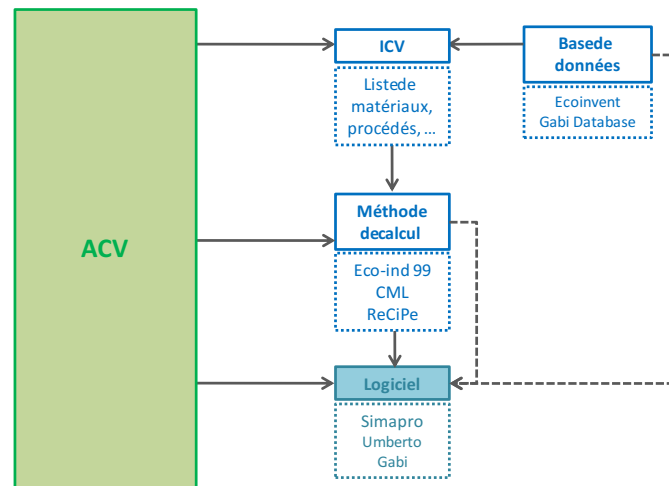 ACV
ICV
Listede
matériaux,
procédés, ...
Basede
données
Ecoinvent
Gabi Database
Méthode
decalcul
Eco-ind 99
CML
ReCiPe
Logiciel
Simapro
Umberto
Gabi